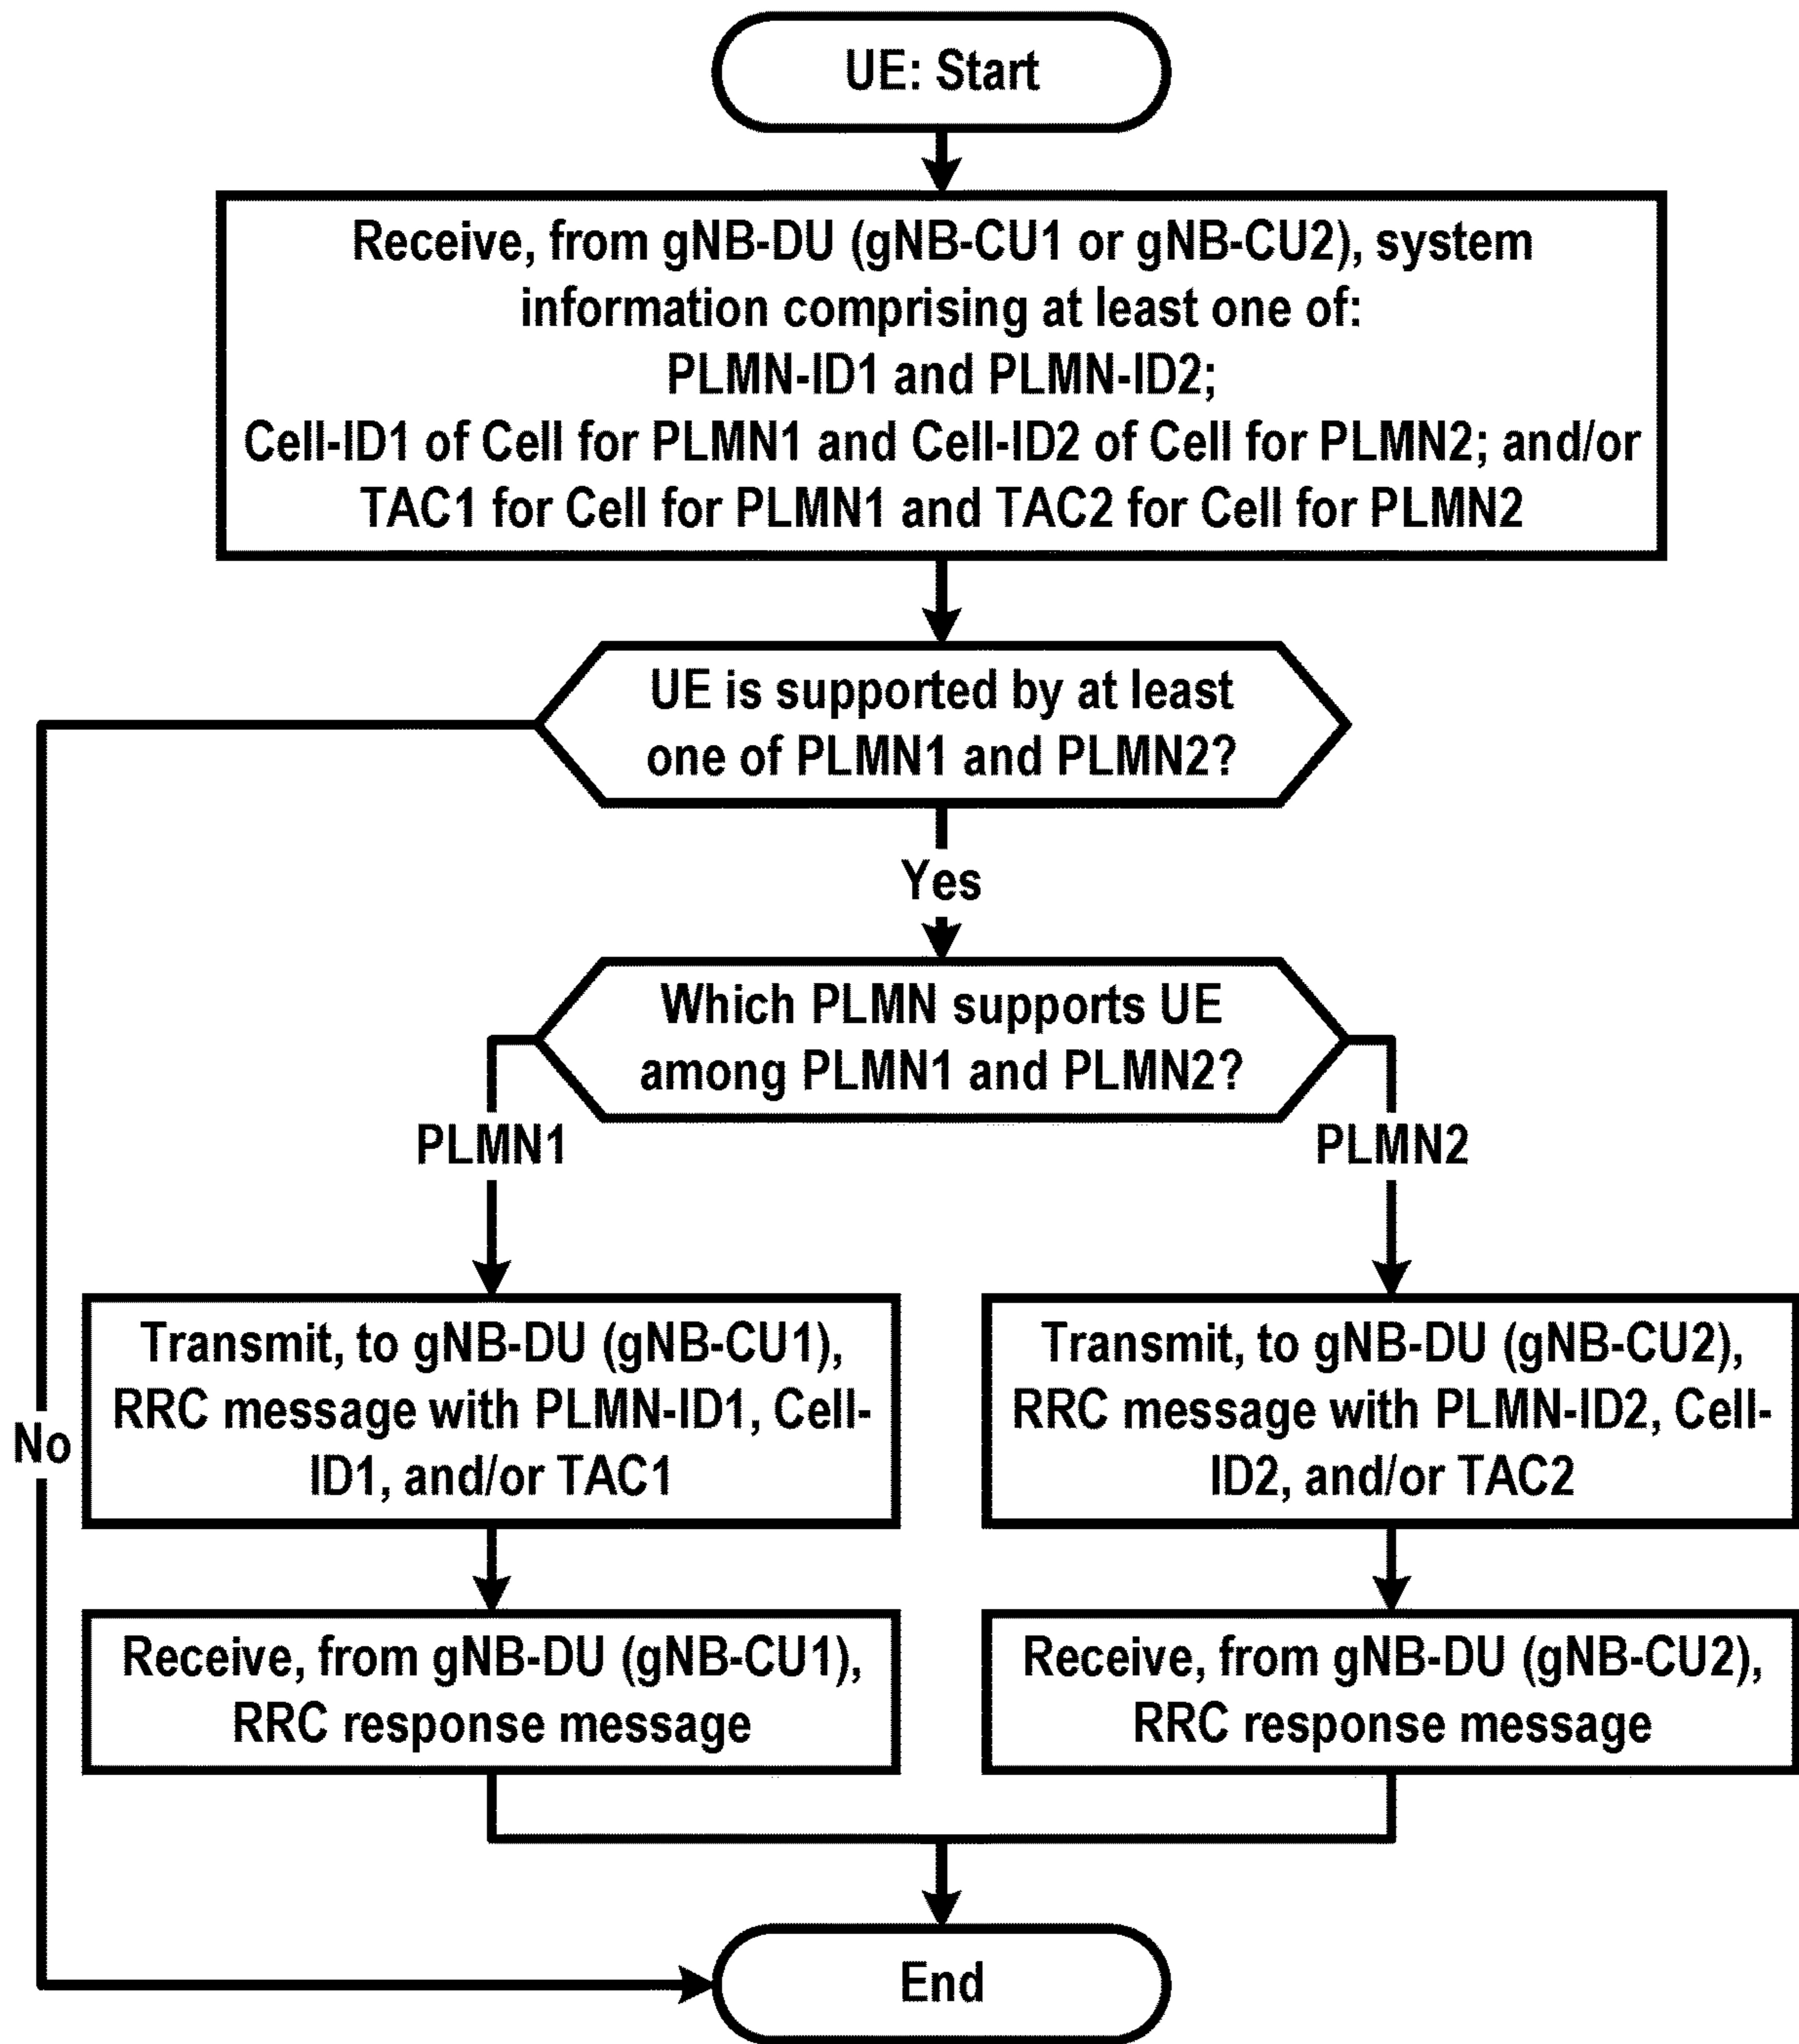 UE: Start
Receive, from gNB-DU (gNB-CU1 or gNB-CU2), system
information comprising at least one of:
PLMN-ID1 and PLMN-ID2;
Cell-ID1 of Cell for PLMN1 and Cell-ID2 of Cell for PLMN2; and/or
TAC1 for Cell for PLMN1 and TAC2 for Cell for PLMN2
UE is supported by at least
one of PLMN1 and PLMN2?
Yes
Which PLMN supports UE
among PLMN1 and PLMN2?
PLMN1
PLMN2
Transmit, to gNB-DU (gNB-CU1),
RRC message with PLMN-ID1, Cell-
ID1, and/or TAC1
Transmit, to gNB-DU (gNB-CU2),
RRC message with PLMN-ID2, Cell-
ID2, and/or TAC2
No
Receive, from gNB-DU (gNB-CU1),
RRC response message
Receive, from gNB-DU (gNB-CU2),
RRC response message
End